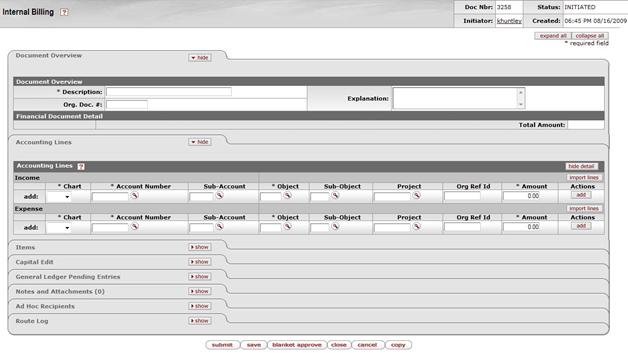 Internal Billing ?
Doc Nbr: 3258 Status: INITIATED
Initiator: khuntley Created: 06:45 PM 08/16/2009
expand all collapse all
* required field
Document Overview hide
Document Overview
* Description: Explanation:
Org. Doc. #:
Financial Document Detail
Total Amount:
Accounting Lines hide
Accounting Lines ? hide detail
Income import lines
* Chart * Account Number Sub-Account * Object Sub-Object Project Org Ref Id * Amount Actions
add: 0.00 add
Expense import lines
* Chart * Account Number Sub-Account * Object Sub-Object Project Org Ref Id * Amount Actions
add: 0.00 add
Items show
Capital Edit show
General Ledger Pending Entries show
Notes and Attachments (0) show
Ad Hoc Recipients show
Route Log show
submit save blanket approve close cancel copy